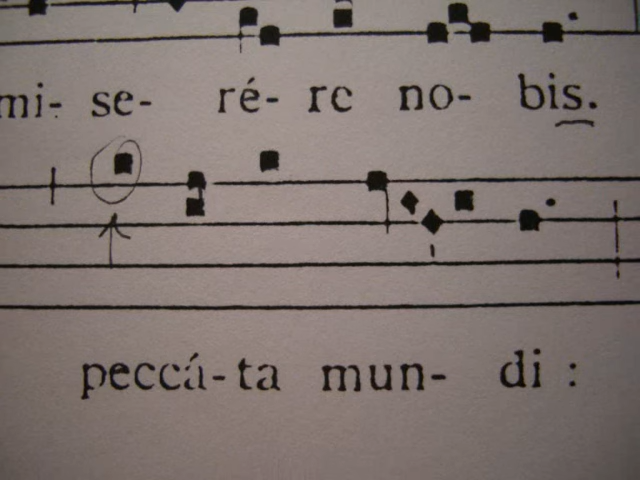 mi- se- ré- re no- bis.
peccá-ta mun- di :